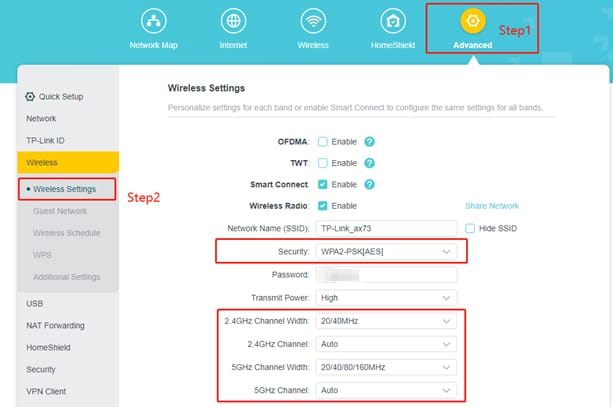 Network Map
Internet
Wireless
HomeShield
Advanced
Step1
Quick Setup
Network
TP-Link ID
Wireless
Wireless Settings
Step2
Guest Network
Wireless Schedule
WPS
Additional Settings
USB
NAT Forwarding
HomeShield
Security
VPN Client
Wireless Settings
Personalize settings for each band or enable Smart Connect to configure the same settings for all bands.
OFDMA: Enable ?
TWT: Enable ?
Smart Connect: Enable ?
Wireless Radio: Enable Share Network
Network Name (SSID): TP-Link_ax73 Hide SSID
Security: WPA2-PSK[AES]
Password:
Transmit Power: High
2.4GHz Channel Width: 20/40MHz
2.4GHz Channel: Auto
5GHz Channel Width: 20/40/80/160MHz
5GHz Channel: Auto